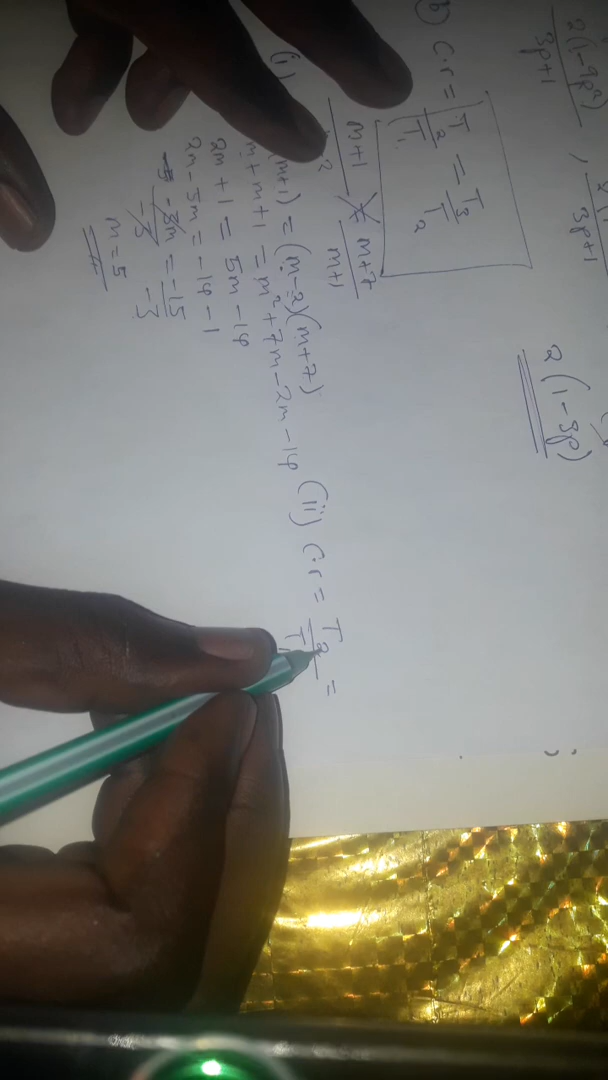 2(1-9p²)
3p+1
,
3p+1
2(1-3p)
b) C.r = T2/T1 = T3/T2
(i) m+1/-2 = m+7/m+1
m+1) = (m-2)(m+7)
m+m+1 = m²+7m-2m-14
2m+1 = 5m-14
2m-5m = -14-1
-3m/-3 = -15/-3
m=5
(ii) C.r = T2/T =